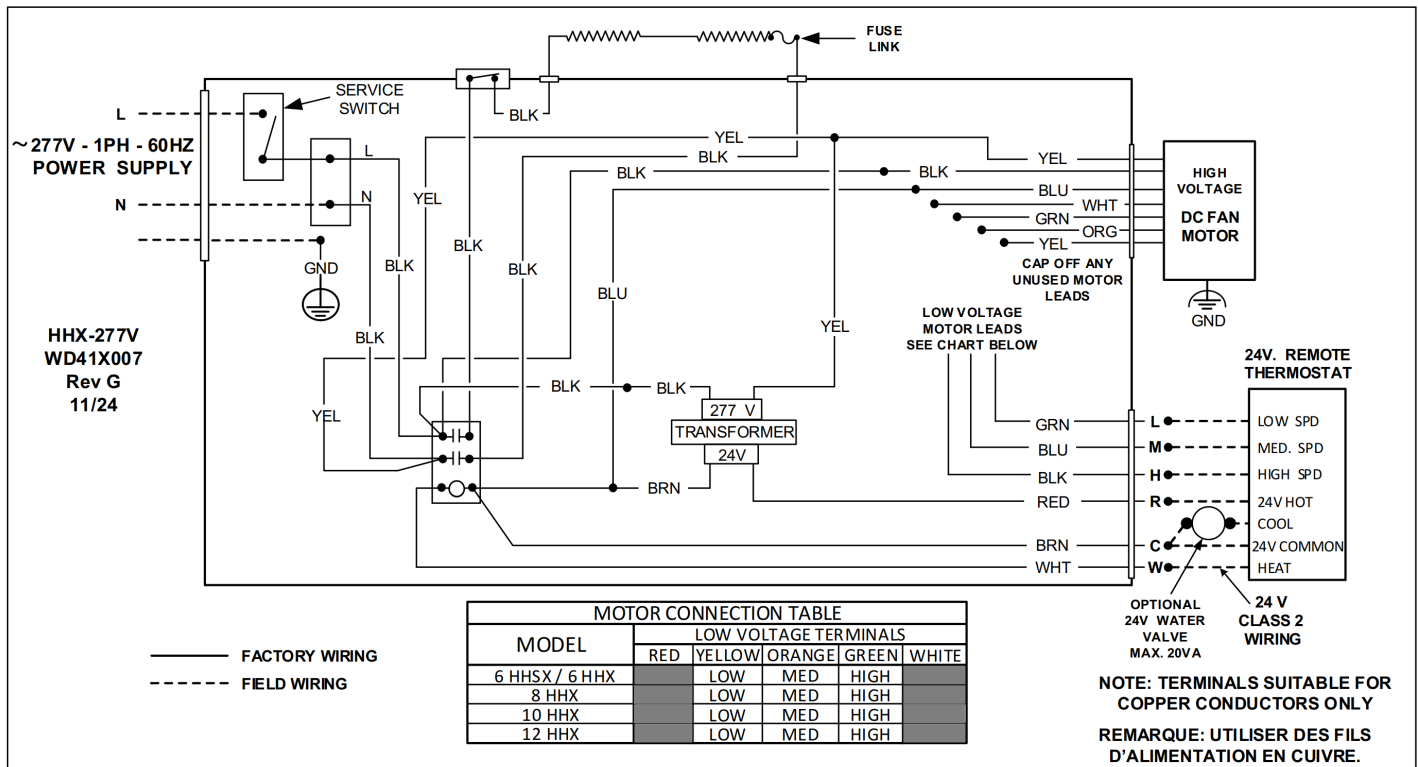 FUSE
LINK
SERVICE
SWITCH
BLK
L
~277V - 1PH - 60HZ
POWER SUPPLY
N
L
N
GND
YEL
BLK
YEL
BLK
BLK
YEL
BLK
BLU
WHT
GRN
ORG
YEL
HIGH
VOLTAGE
DC FAN
MOTOR
GND
CAP OFF ANY
UNUSED MOTOR
LEADS
YEL
BLK
BLK
BLK
BLU
YEL
BLK
YEL
HHX-277V
WD41X007
Rev G
11/24
LOW VOLTAGE
MOTOR LEADS
SEE CHART BELOW
BLK
BLK
277 V
TRANSFORMER
24V
BRN
24V. REMOTE
THERMOSTAT
GRN L LOW SPD
BLU M MED. SPD
BLK H HIGH SPD
RED R 24V HOT
COOL
BRN C 24V COMMON
WHT W HEAT
OPTIONAL
24V WATER
VALVE
MAX. 20VA
24 V
CLASS 2
WIRING
FACTORY WIRING
FIELD WIRING
MOTOR CONNECTION TABLE
MODEL
LOW VOLTAGE TERMINALS
RED YELLOW ORANGE GREEN WHITE
6 HHSX / 6 HHX LOW MED HIGH
8 HHX LOW MED HIGH
10 HHX LOW MED HIGH
12 HHX LOW MED HIGH
NOTE: TERMINALS SUITABLE FOR
COPPER CONDUCTORS ONLY
REMARQUE: UTILISER DES FILS
D'ALIMENTATION EN CUIVRE.